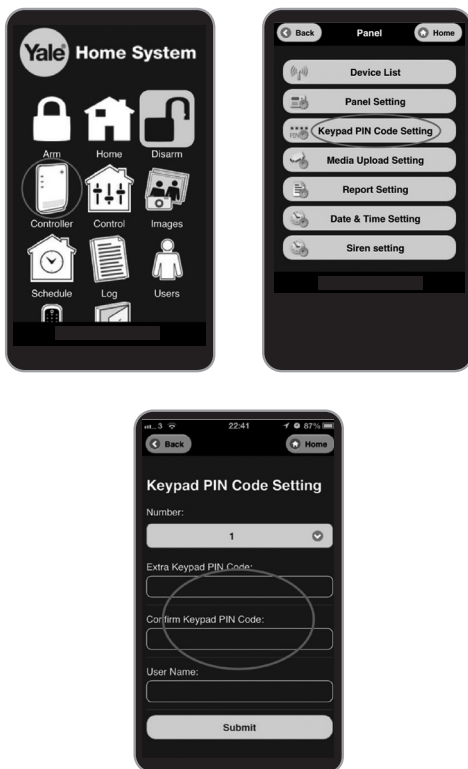 Yale Home System
Arm Home Disarm
Controller Control Images
Schedule Log Users
Back Panel Home
Device List
Panel Setting
Keypad PIN Code Setting
Media Upload Setting
Report Setting
Date & Time Setting
Siren setting
22:41 87%
Back Home
Keypad PIN Code Setting
Number:
1
Extra Keypad PIN Code:
Confirm Keypad PIN Code:
User Name:
Submit